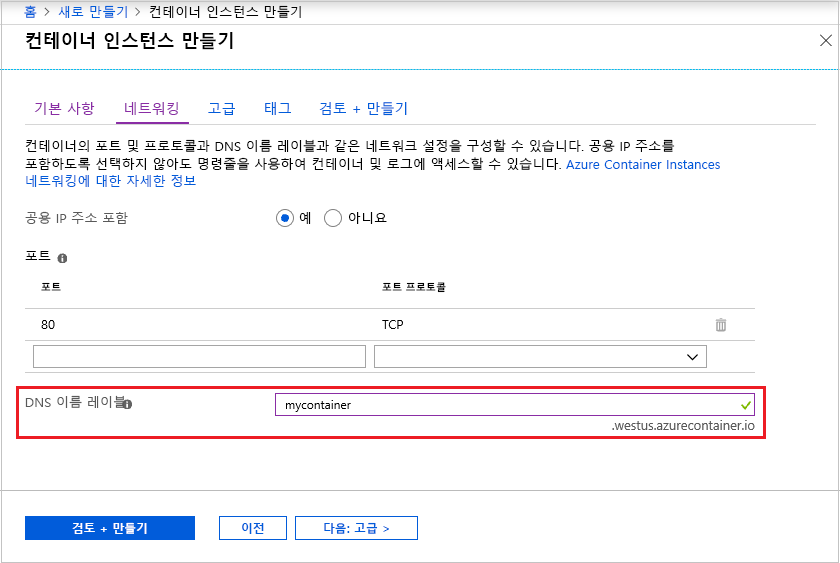 홈 > 새로 만들기 > 컨테이너 인스턴스 만들기
컨테이너 인스턴스 만들기
기본 사항 네트워킹 고급 태그 검토 + 만들기
컨테이너의 포트 및 프로토콜과 DNS 이름 레이블과 같은 네트워크 설정을 구성할 수 있습니다. 공용 IP 주소를
포함하도록 선택하지 않아도 명령줄을 사용하여 컨테이너 및 로그에 액세스할 수 있습니다. Azure Container Instances
네트워킹에 대한 자세한 정보
공용 IP 주소 포함 예 아니요
포트
포트 포트 프로토콜
80 TCP
DNS 이름 레이블 mycontainer
.westus.azurecontainer.io
검토 + 만들기 이전 다음: 고급 >